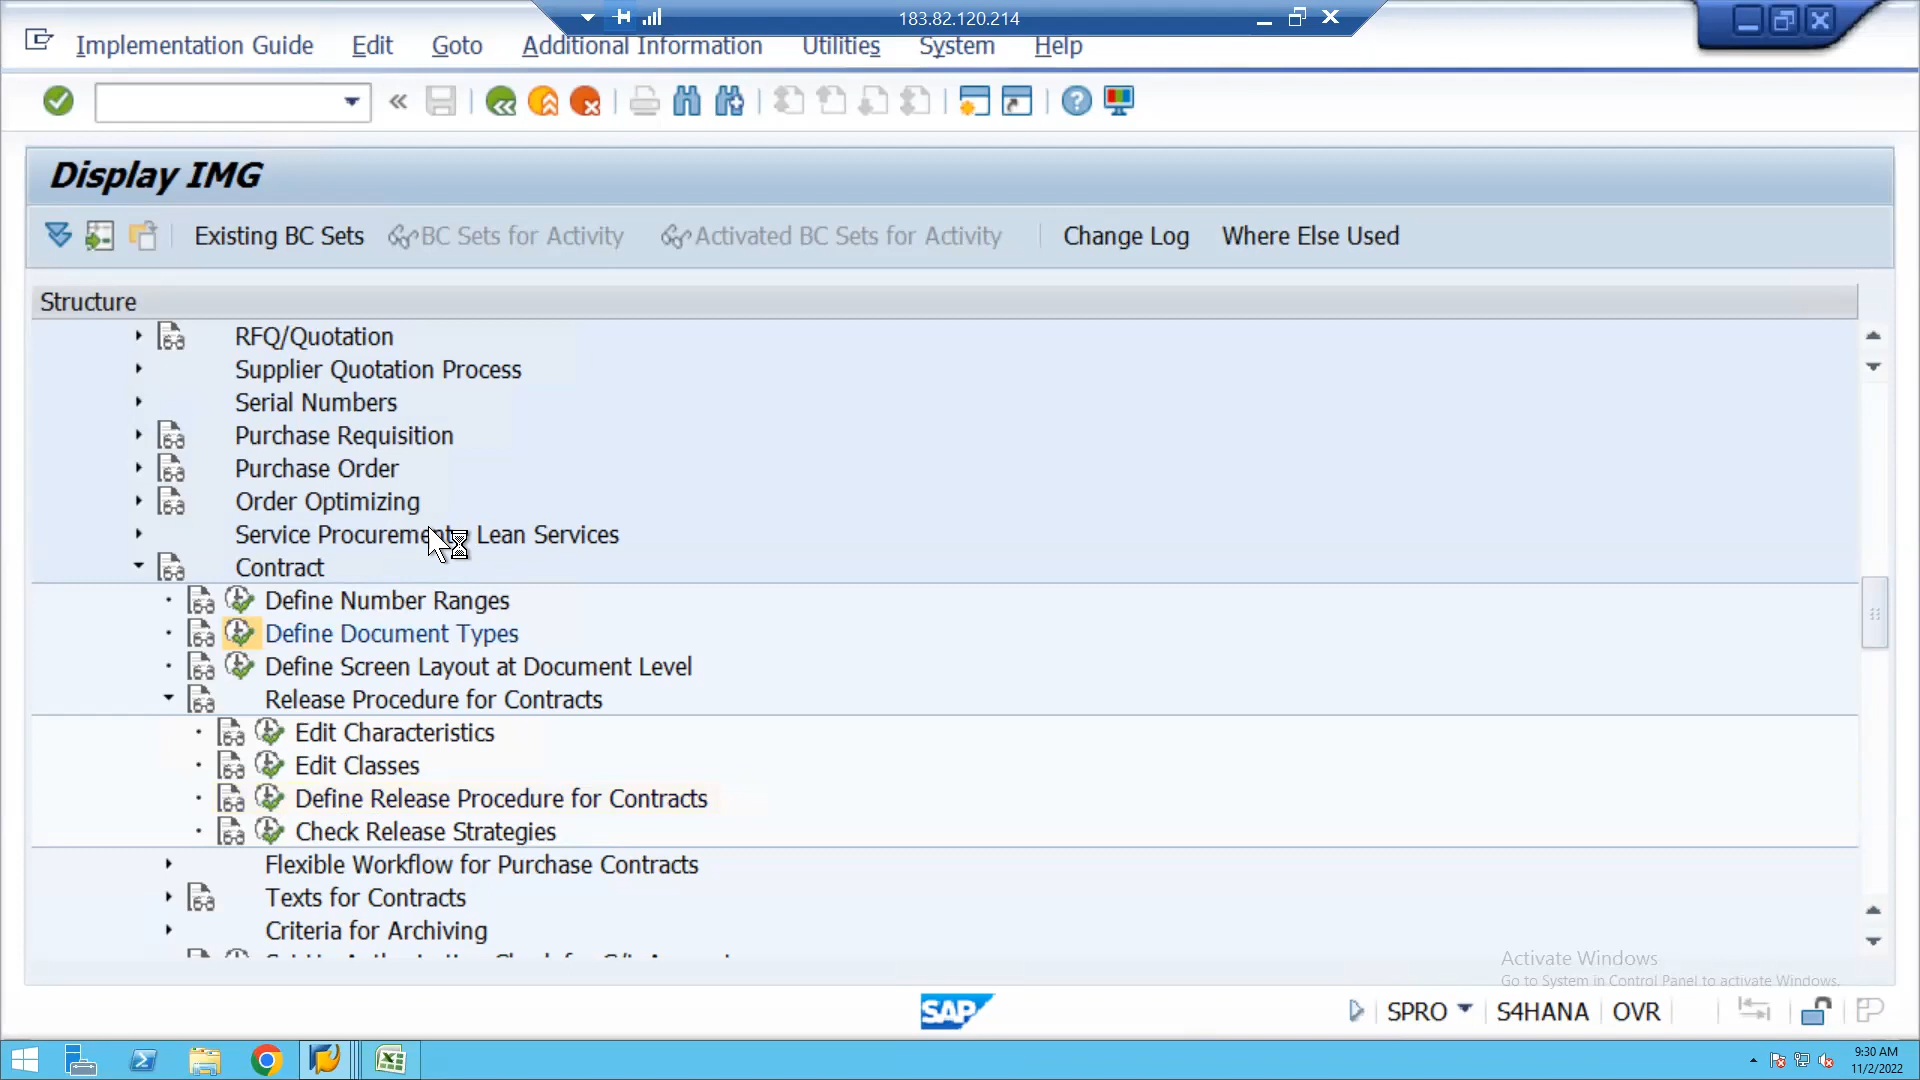 183.82.120.214
Implementation Guide Edit Goto Additional Information Utilities System Help
Display IMG
Existing BC Sets BC Sets for Activity Activated BC Sets for Activity Change Log Where Else Used
Structure
RFQ/Quotation
Supplier Quotation Process
Serial Numbers
Purchase Requisition
Purchase Order
Order Optimizing
Service Procurement Lean Services
Contract
Define Number Ranges
Define Document Types
Define Screen Layout at Document Level
Release Procedure for Contracts
Edit Characteristics
Edit Classes
Define Release Procedure for Contracts
Check Release Strategies
Flexible Workflow for Purchase Contracts
Texts for Contracts
Criteria for Archiving
Activate Windows
Go to System in Control Panel to activate Windows.
SAP SPRO S4HANA OVR
9:30 AM
11/2/2022